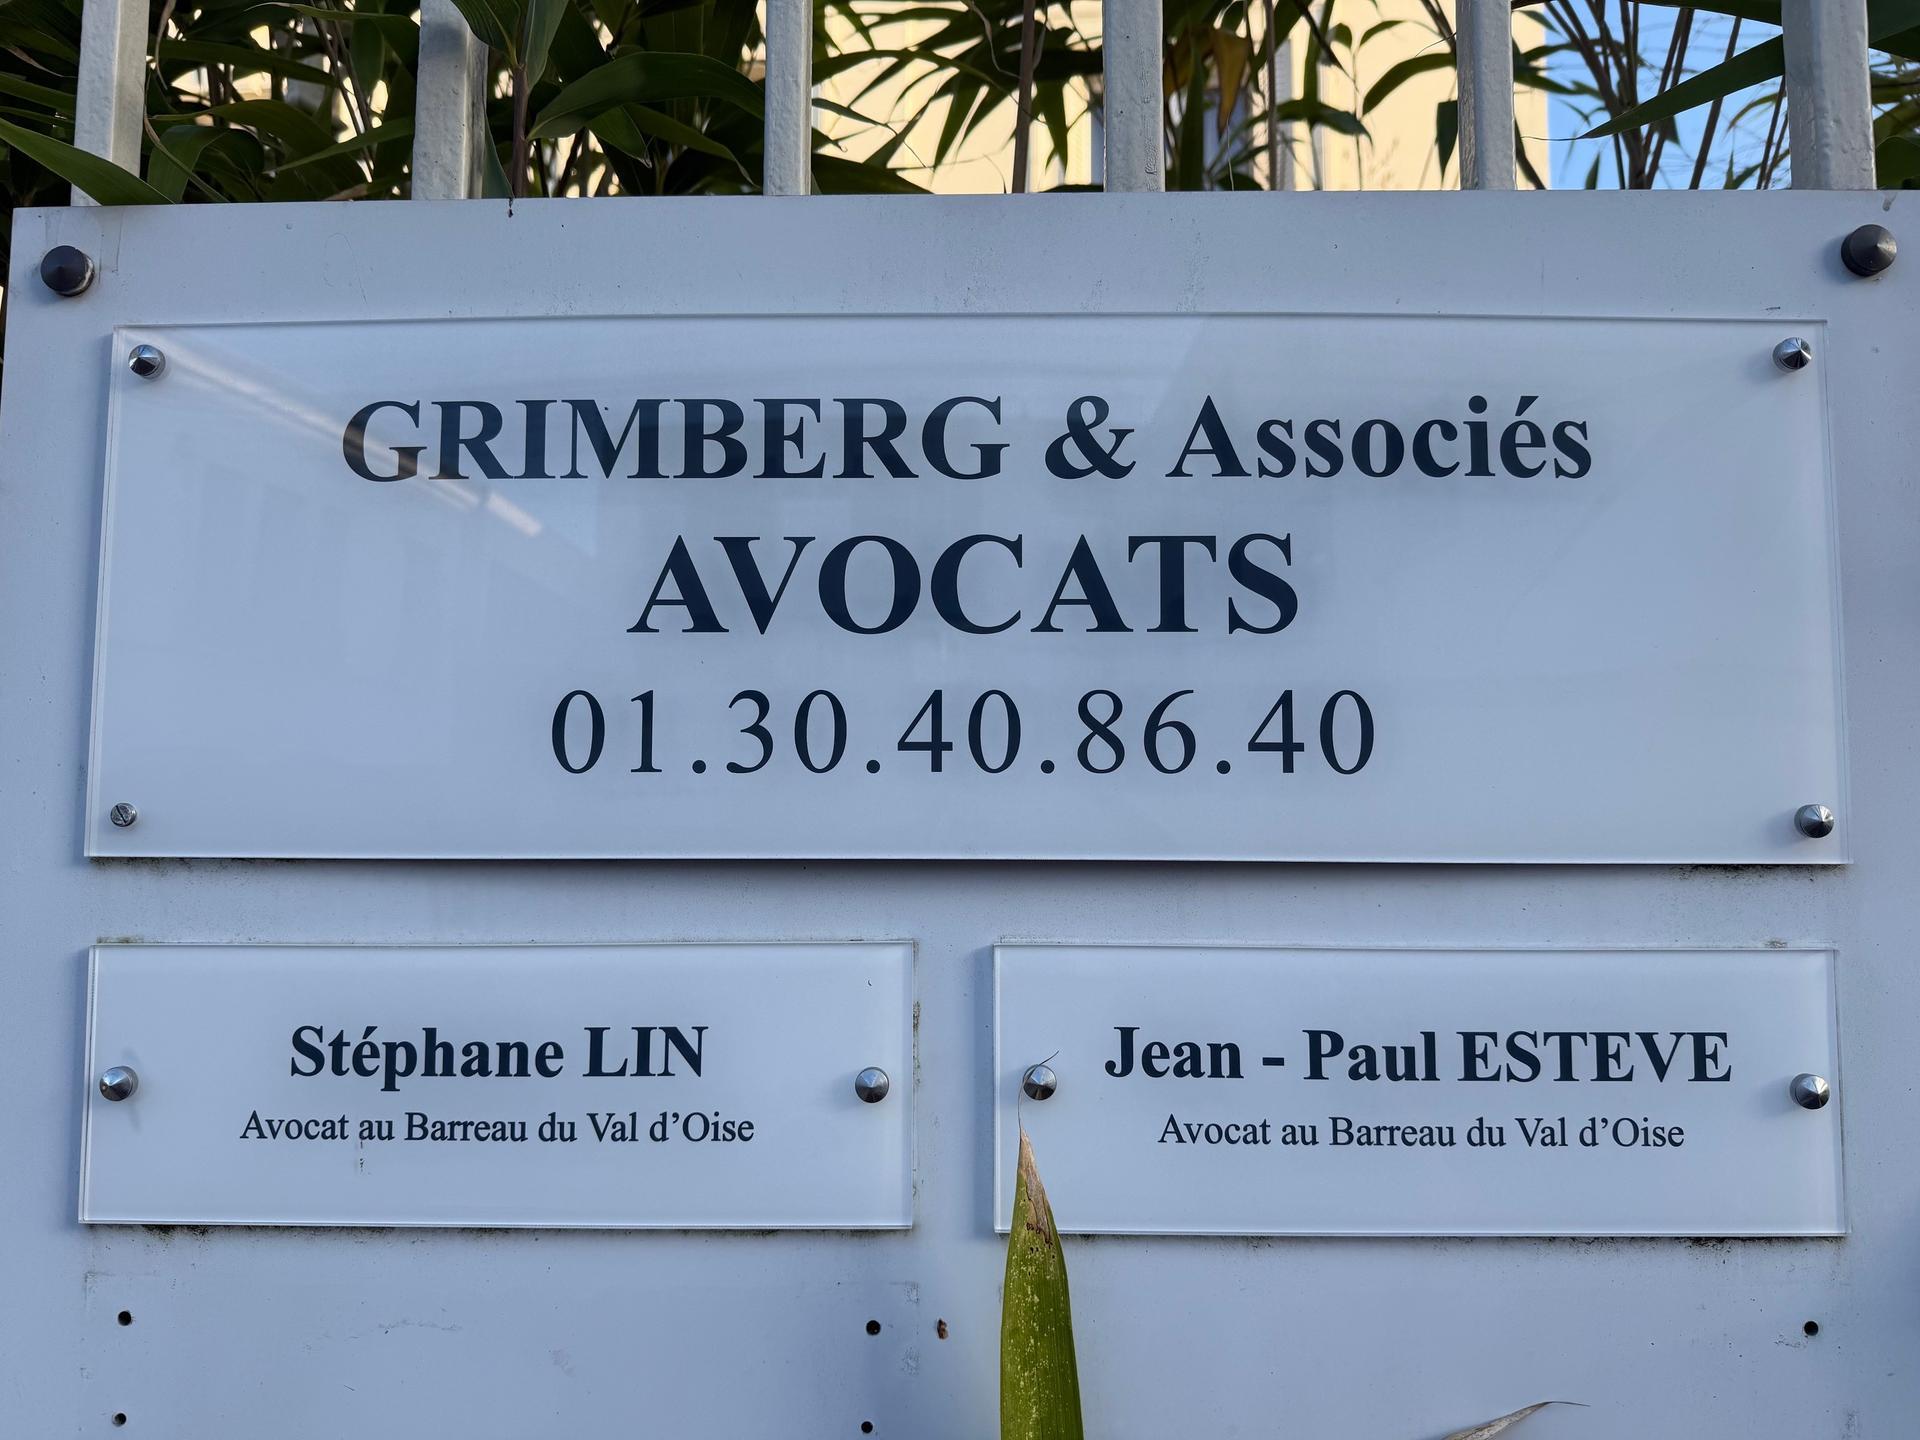 GRIMBERG & Associés
AVOCATS
01.30.40.86.40
Stéphane LIN
Avocat au Barreau du Val d’Oise
Jean - Paul ESTEVE
Avocat au Barreau du Val d’Oise